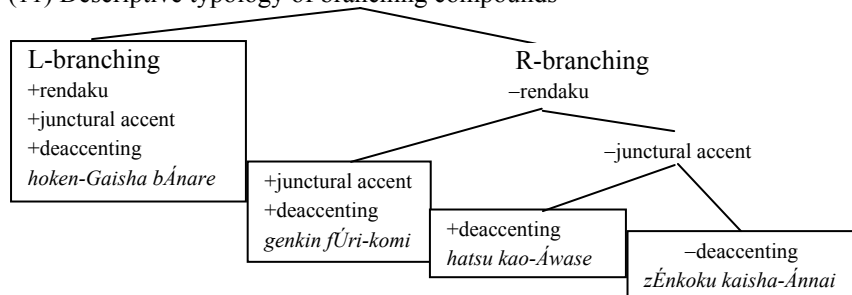 (11) Descriptive typology of branching compounds
L-branching
+rendaku
+junctural accent
+deaccenting
hoken-Gaisha bÁnare
R-branching
–rendaku
+junctural accent
+deaccenting
genkin fÚri-komi
–junctural accent
+deaccenting
hatsu kao-Áwase
–deaccenting
zÉnkoku kaisha-Ánnai